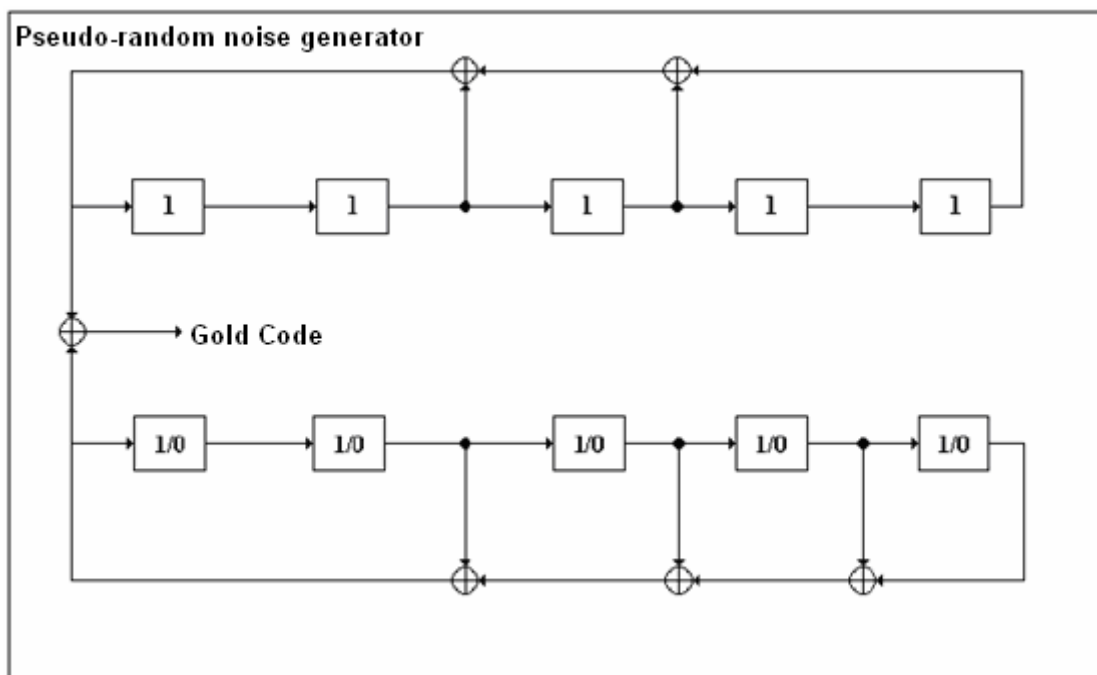 Pseudo-random noise generator
1 1 1 1 1
Gold Code
1/0 1/0 1/0 1/0 1/0